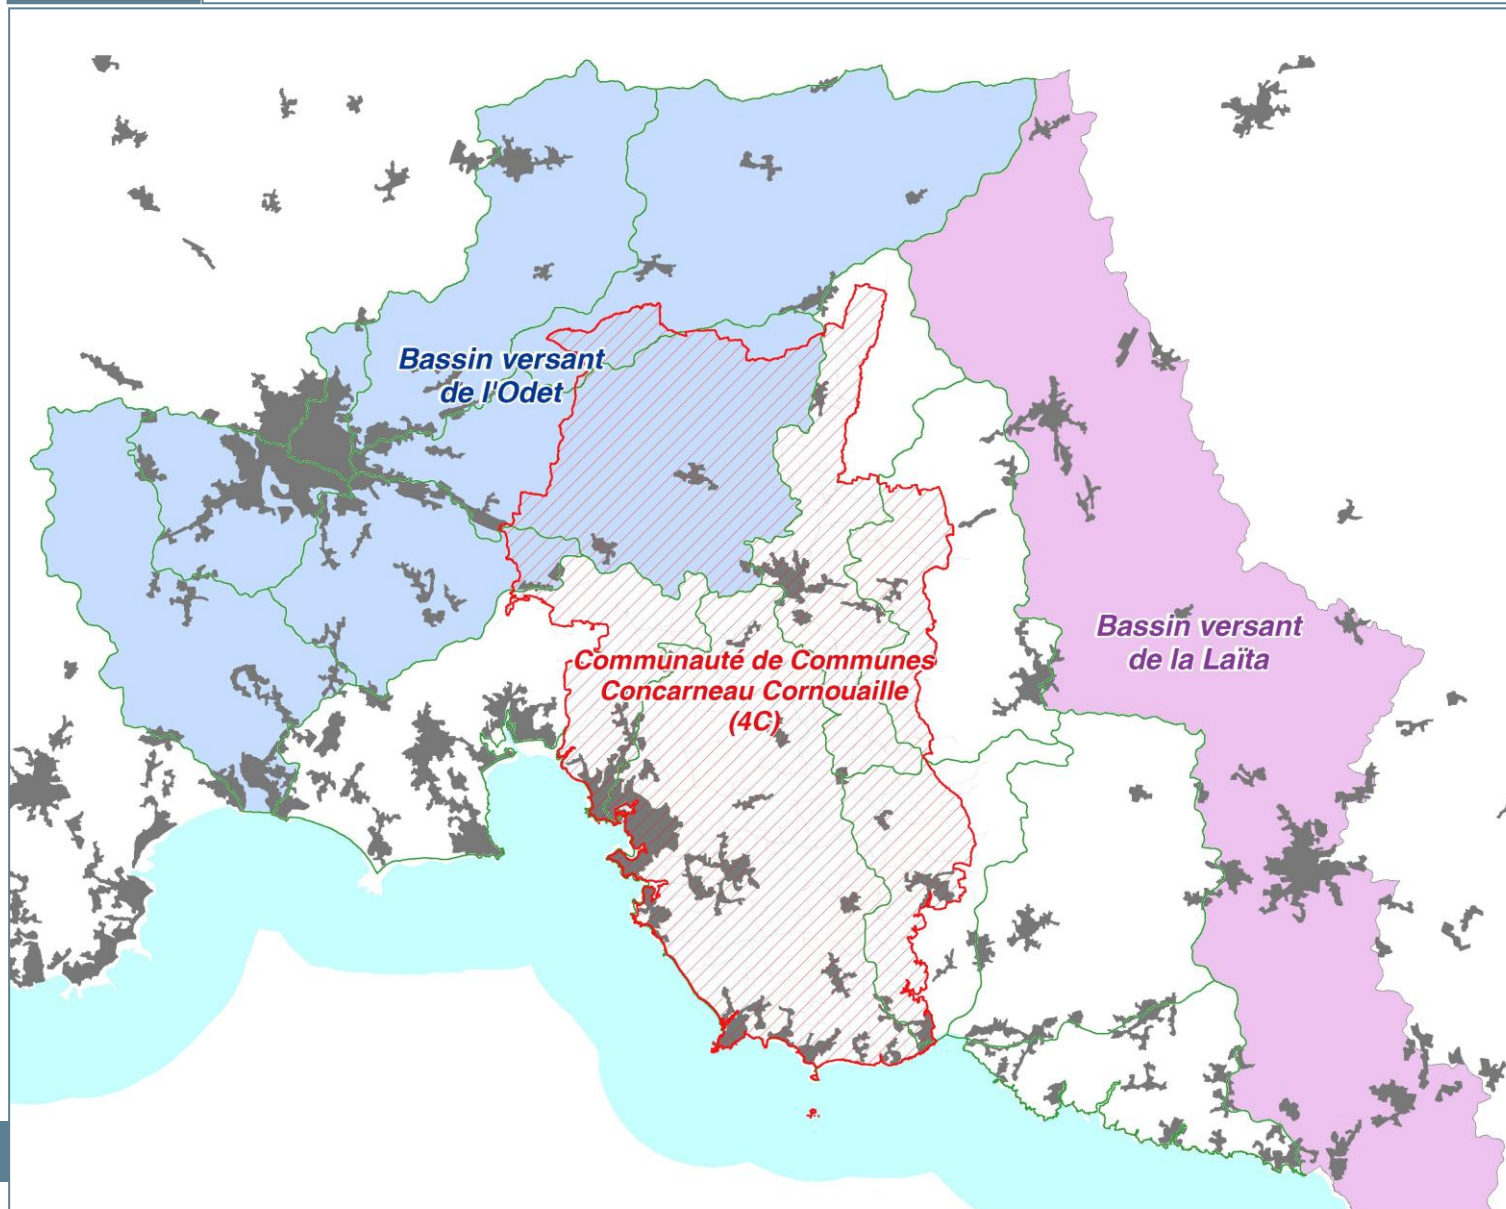 Bassin versant
de l'Odet
Bassin versant
de la Laïta
Communauté de Communes
Concarneau Cornouaille
(4C)